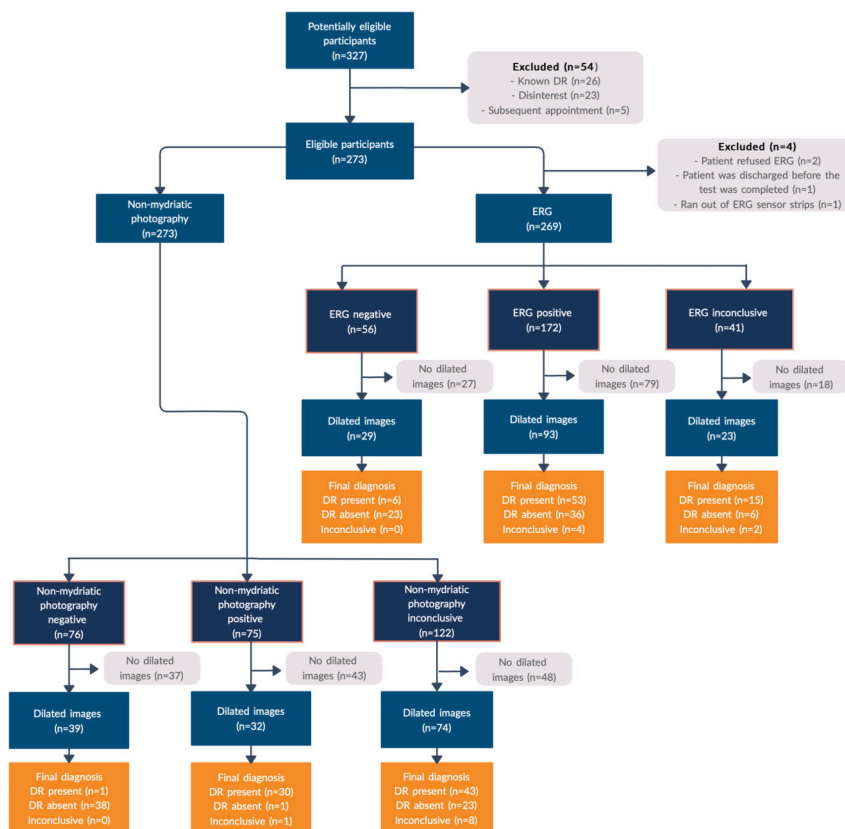 Potentially eligible
participants
(n=327)
Excluded (n=54)
- Known DR (n=26)
- Disinterest (n=23)
- Subsequent appointment (n=5)
Eligible participants
(n=273)
Excluded (n=4)
- Patient refused ERG (n=2)
- Patient was discharged before the
test was completed (n=1)
- Ran out of ERG sensor strips (n=1)
Non-mydriatic
photography
(n=273)
ERG
(n=269)
ERG negative
(n=56)
ERG positive
(n=172)
ERG inconclusive
(n=41)
No dilated
images (n=27)
No dilated
images (n=79)
No dilated
images (n=18)
Dilated images
(n=29)
Dilated images
(n=93)
Dilated images
(n=23)
Final diagnosis
DR present (n=6)
DR absent (n=23)
Inconclusive (n=0)
Final diagnosis
DR present (n=53)
DR absent (n=36)
Inconclusive (n=4)
Final diagnosis
DR present (n=15)
DR absent (n=6)
Inconclusive (n=2)
Non-mydriatic
photography
negative
(n=76)
Non-mydriatic
photography
positive
(n=75)
Non-mydriatic
photography
inconclusive
(n=122)
No dilated
images (n=37)
No dilated
images (n=43)
No dilated
images (n=48)
Dilated images
(n=39)
Dilated images
(n=32)
Dilated images
(n=74)
Final diagnosis
DR present (n=1)
DR absent (n=38)
Inconclusive (n=0)
Final diagnosis
DR present (n=30)
DR absent (n=1)
Inconclusive (n=1)
Final diagnosis
DR present (n=43)
DR absent (n=23)
Inconclusive (n=8)